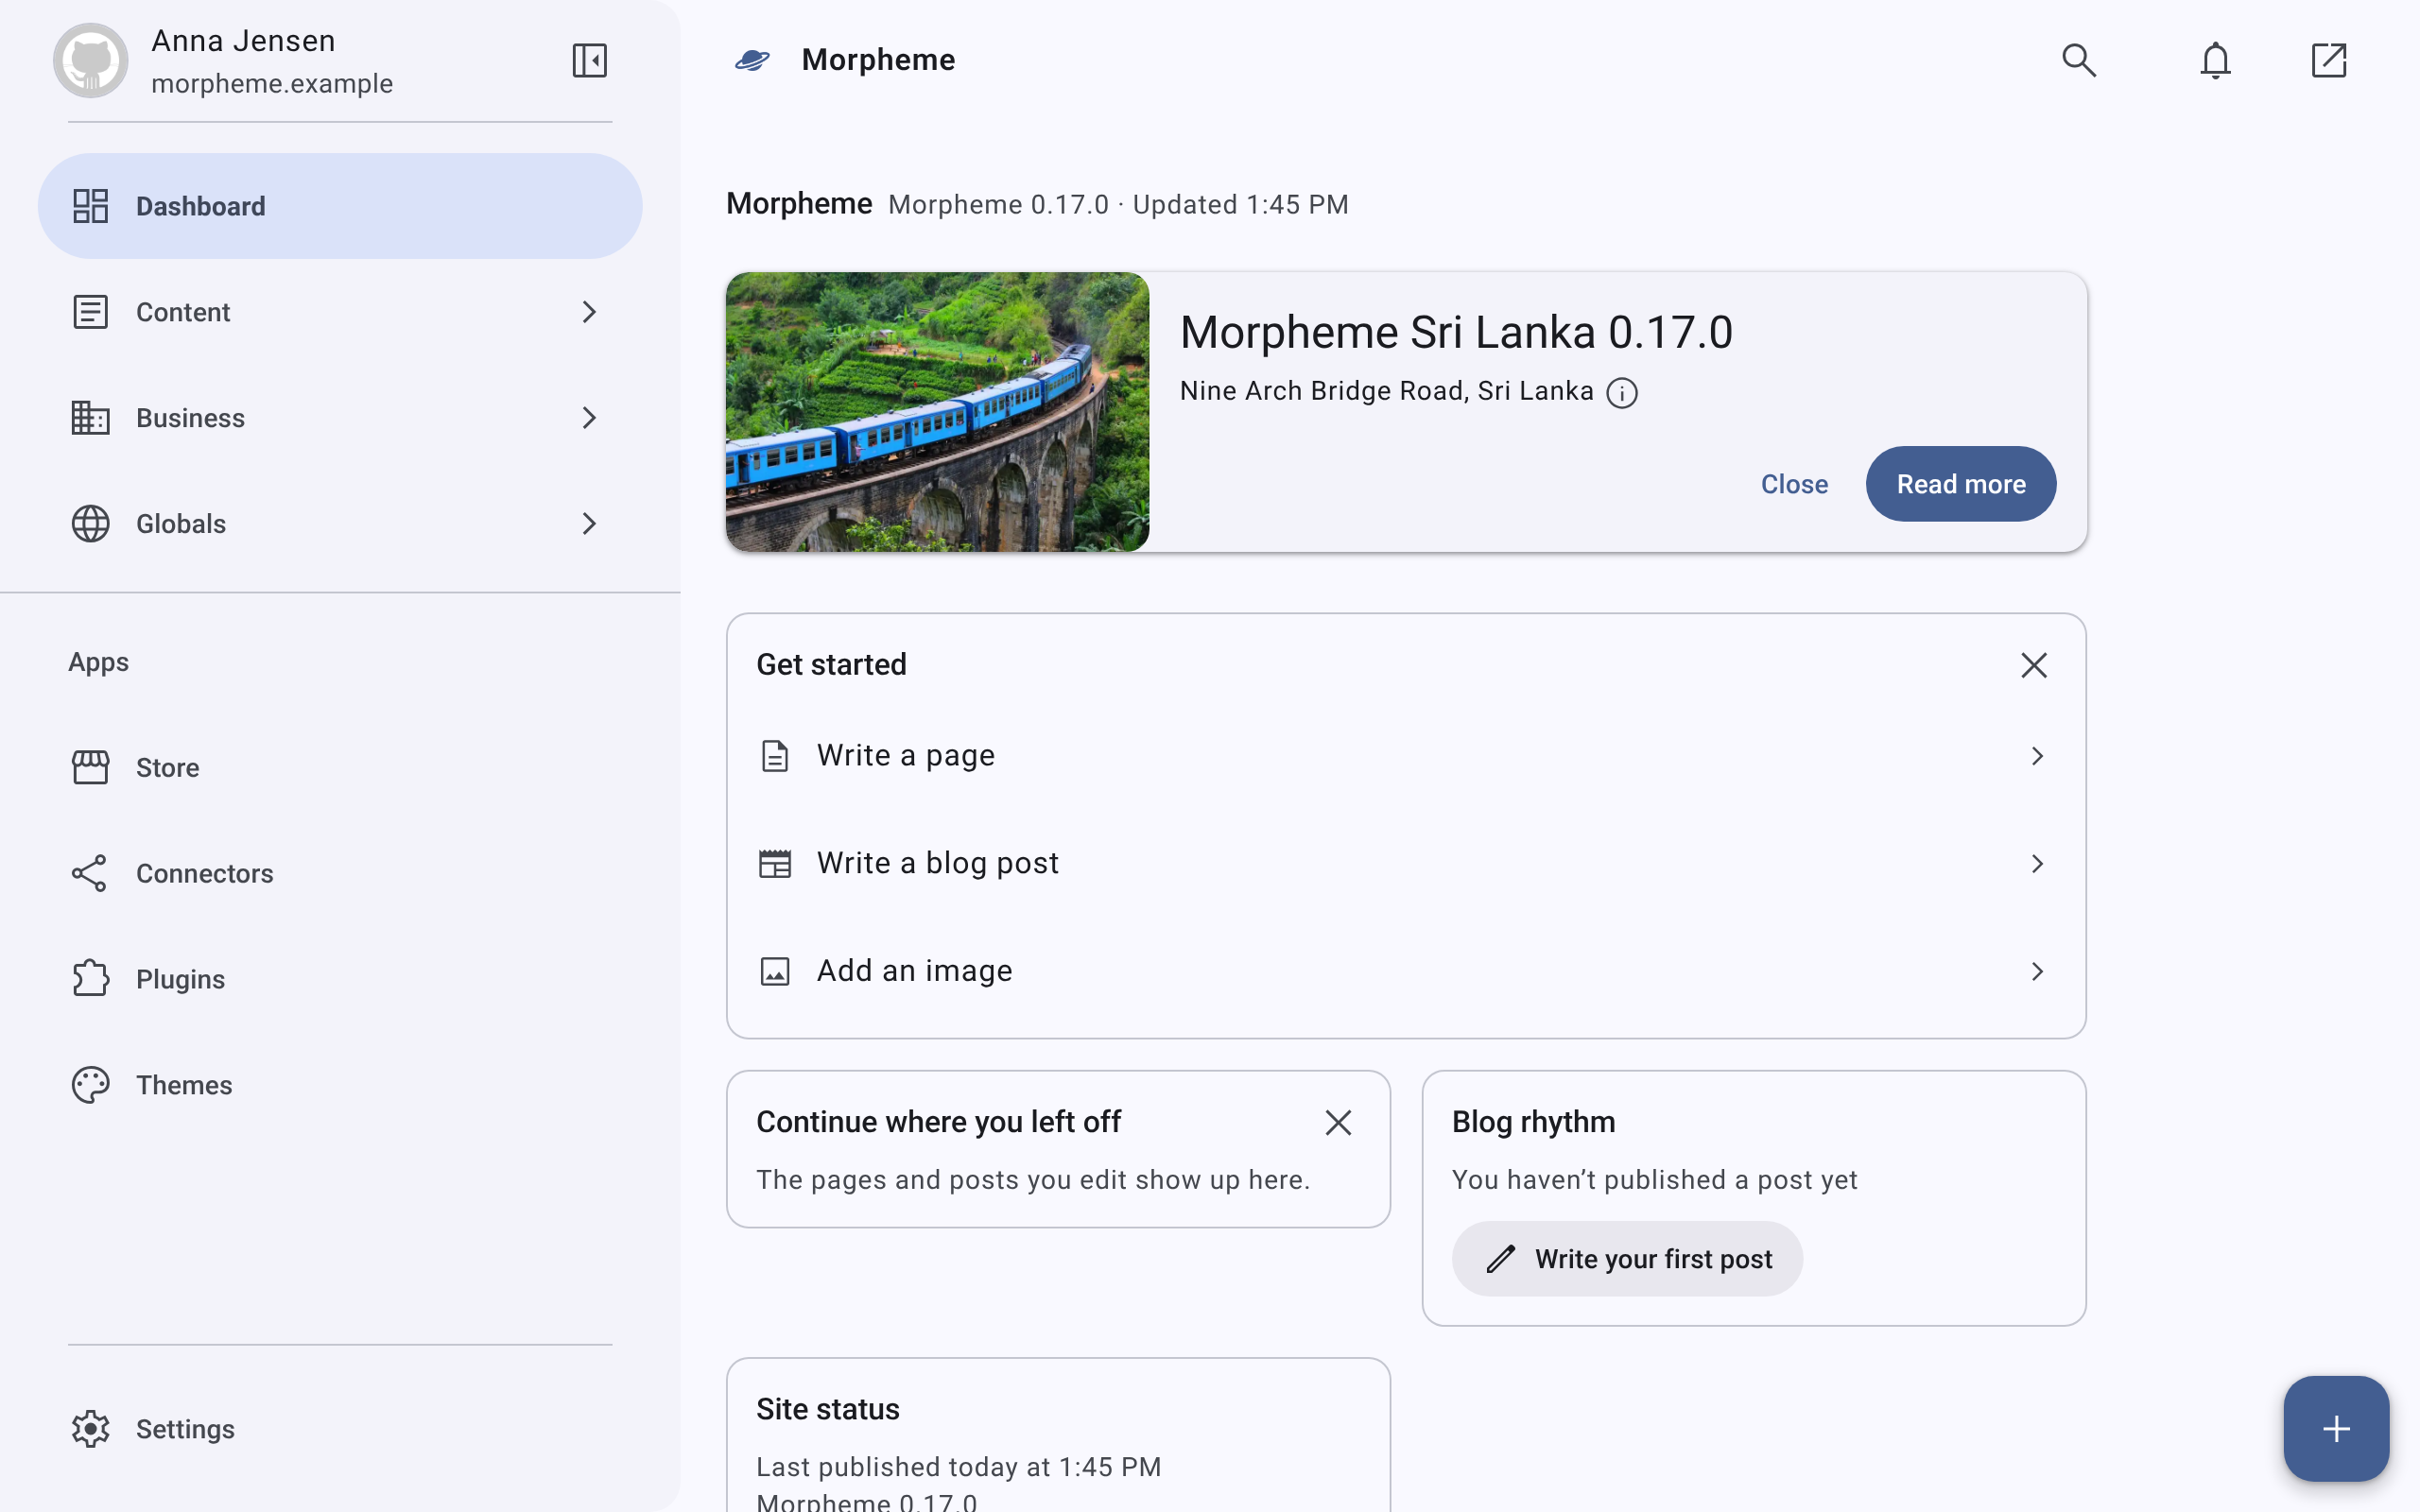 Anna Jensen
morpheme.example
Dashboard
Content
Business
Globals
Apps
Store
Connectors
Plugins
Themes
Settings
Morpheme
Morpheme Morpheme 0.17.0 · Updated 1:45 PM
Morpheme Sri Lanka 0.17.0
Nine Arch Bridge Road, Sri Lanka
Close
Read more
Get started
Write a page
Write a blog post
Add an image
Continue where you left off
The pages and posts you edit show up here.
Blog rhythm
You haven’t published a post yet
Write your first post
Site status
Last published today at 1:45 PM
Morpheme 0.17.0